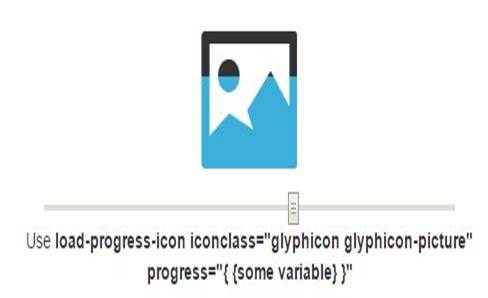 Use load-progress-icon iconclass="glyphicon glyphicon-picture"
progress="{ {some variable} }"